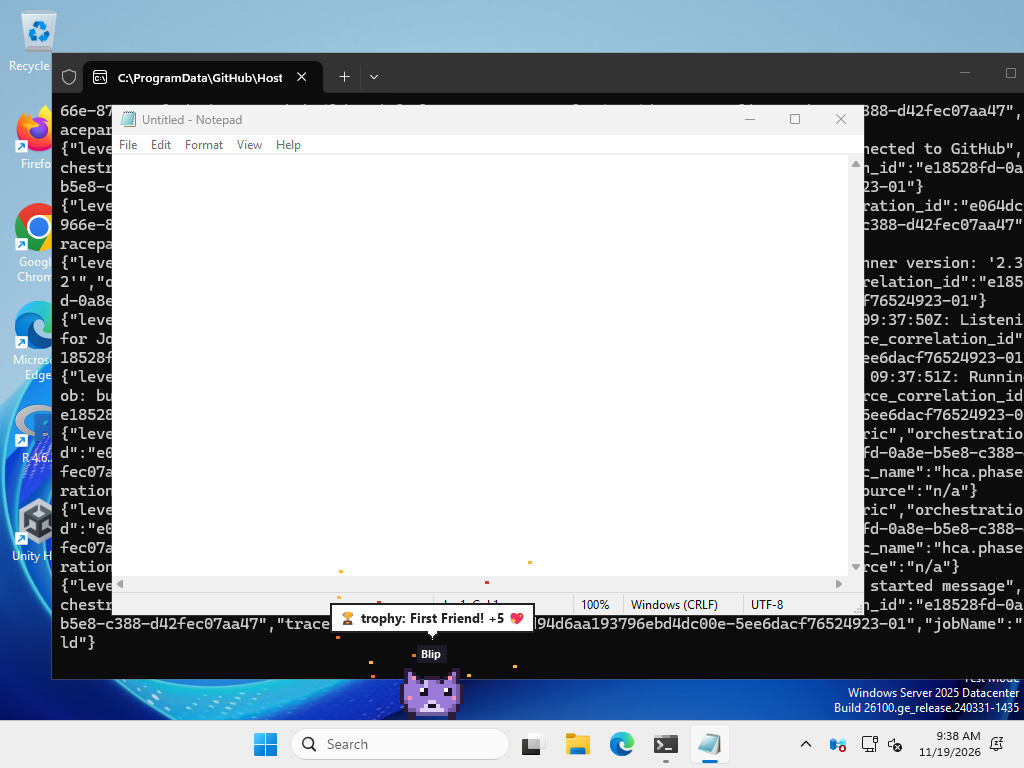 Recycle
C:\ProgramData\GitHub\Host
Untitled - Notepad
File Edit Format View Help
100% Windows (CRLF) UTF-8
Firefo
Googl
Chrom
Micros
Edge
R 4.6.
Unity H
66e-87
388-d42fec07aa47",
acepar
{"leve
nected to GitHub",
chestr
n_id":"e18528fd-0a
b5e8-c
23-01"}
{"leve
ration_id":"e064dc
966e-8
c388-d42fec07aa47"
racepa
{"leve
nner version: '2.3
2'","o
relation_id":"e185
d-0a8e
f76524923-01"}
{"leve
09:37:50Z: Listeni
for Jo
ce_correlation_id"
18528f
ee6dacf76524923-01
{"leve
09:37:51Z: Runnin
ob: bu
rce_correlation_id
e18528
5ee6dacf76524923-0
{"leve
ric","orchestratio
d":"e0
fd-0a8e-b5e8-c388-
fec07a
c_name":"hca.phase
ration
ource":"n/a"}
{"leve
ric","orchestratio
d":"e0
fd-0a8e-b5e8-c388-
fec07a
c_name":"hca.phase
ration
rce":"n/a"}
{"leve
started message",
chestr
b5e8-c388-d42fec07aa47","trace
94d6aa193796ebd4dc00e-5ee6dacf76524923-01","jobName":"
ld"}
🏆 trophy: First Friend! +5 💖
Blip
Test Mode
Windows Server 2025 Datacenter
Build 26100.ge_release.240331-1435
Search
9:38 AM
11/19/2026